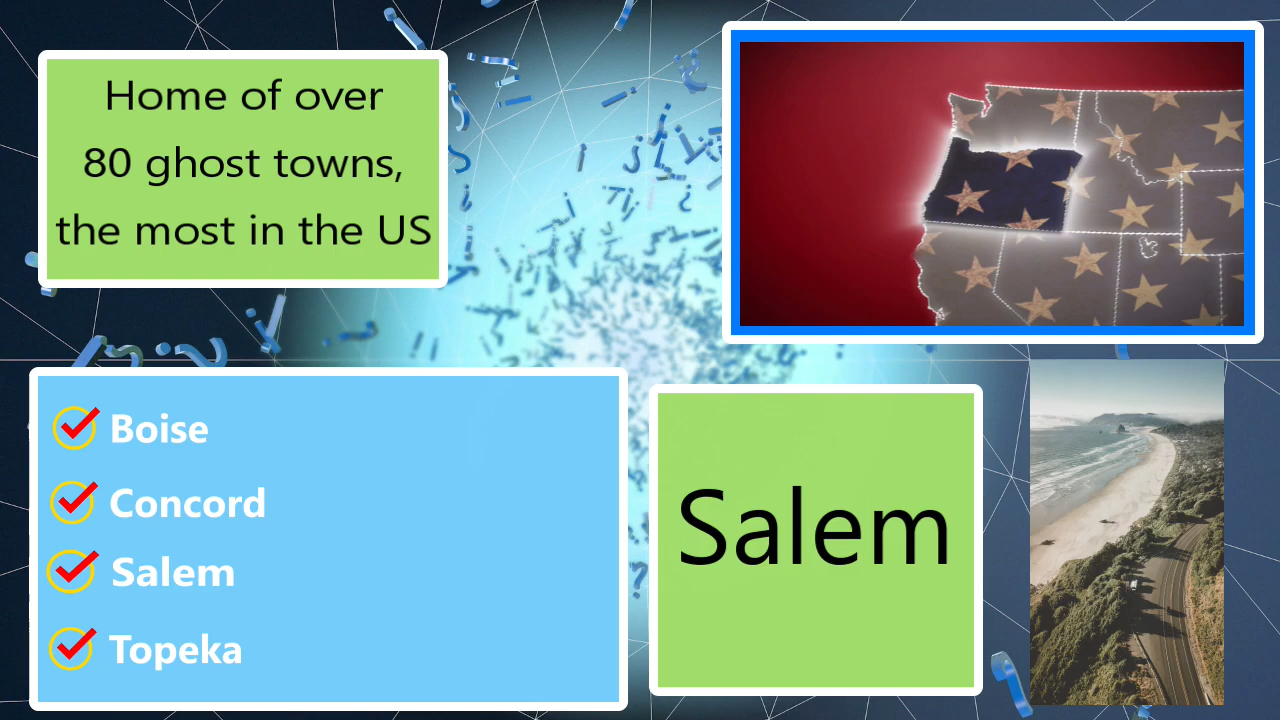 Home of over
80 ghost towns,
the most in the US
Boise
Concord
Salem
Topeka
Salem